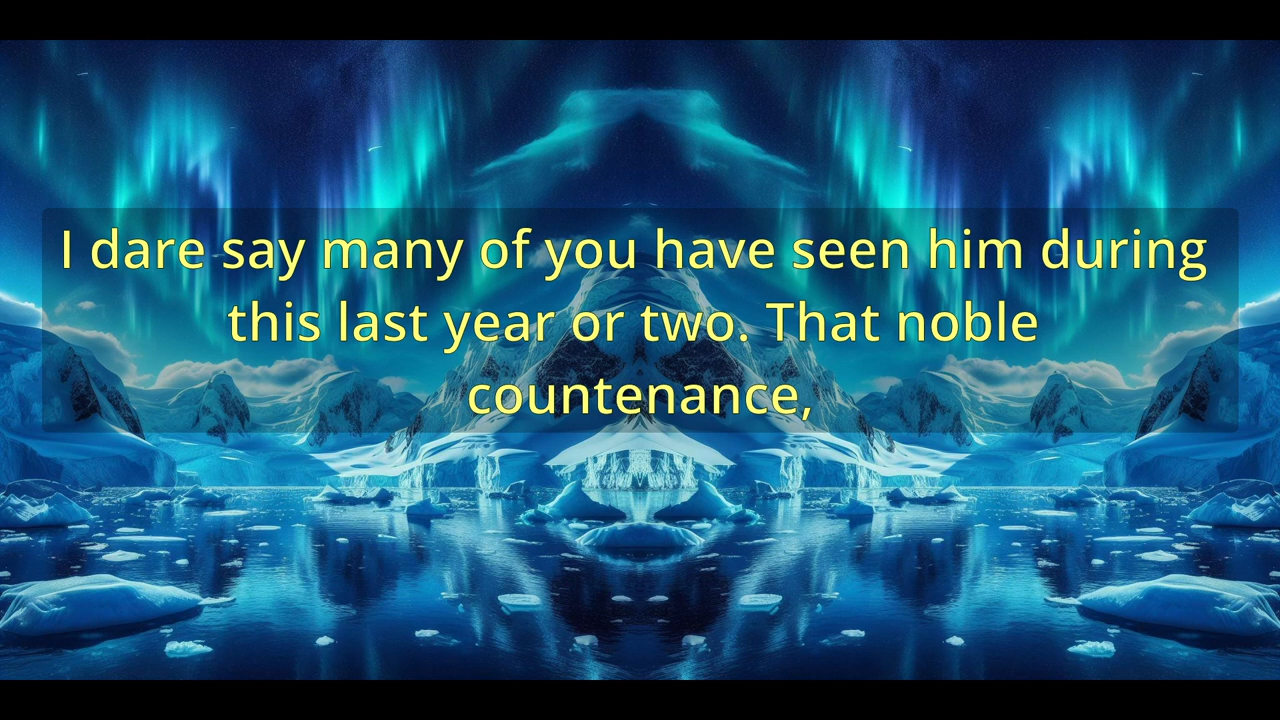 I dare say many of you have seen him during
this last year or two. That noble
countenance,